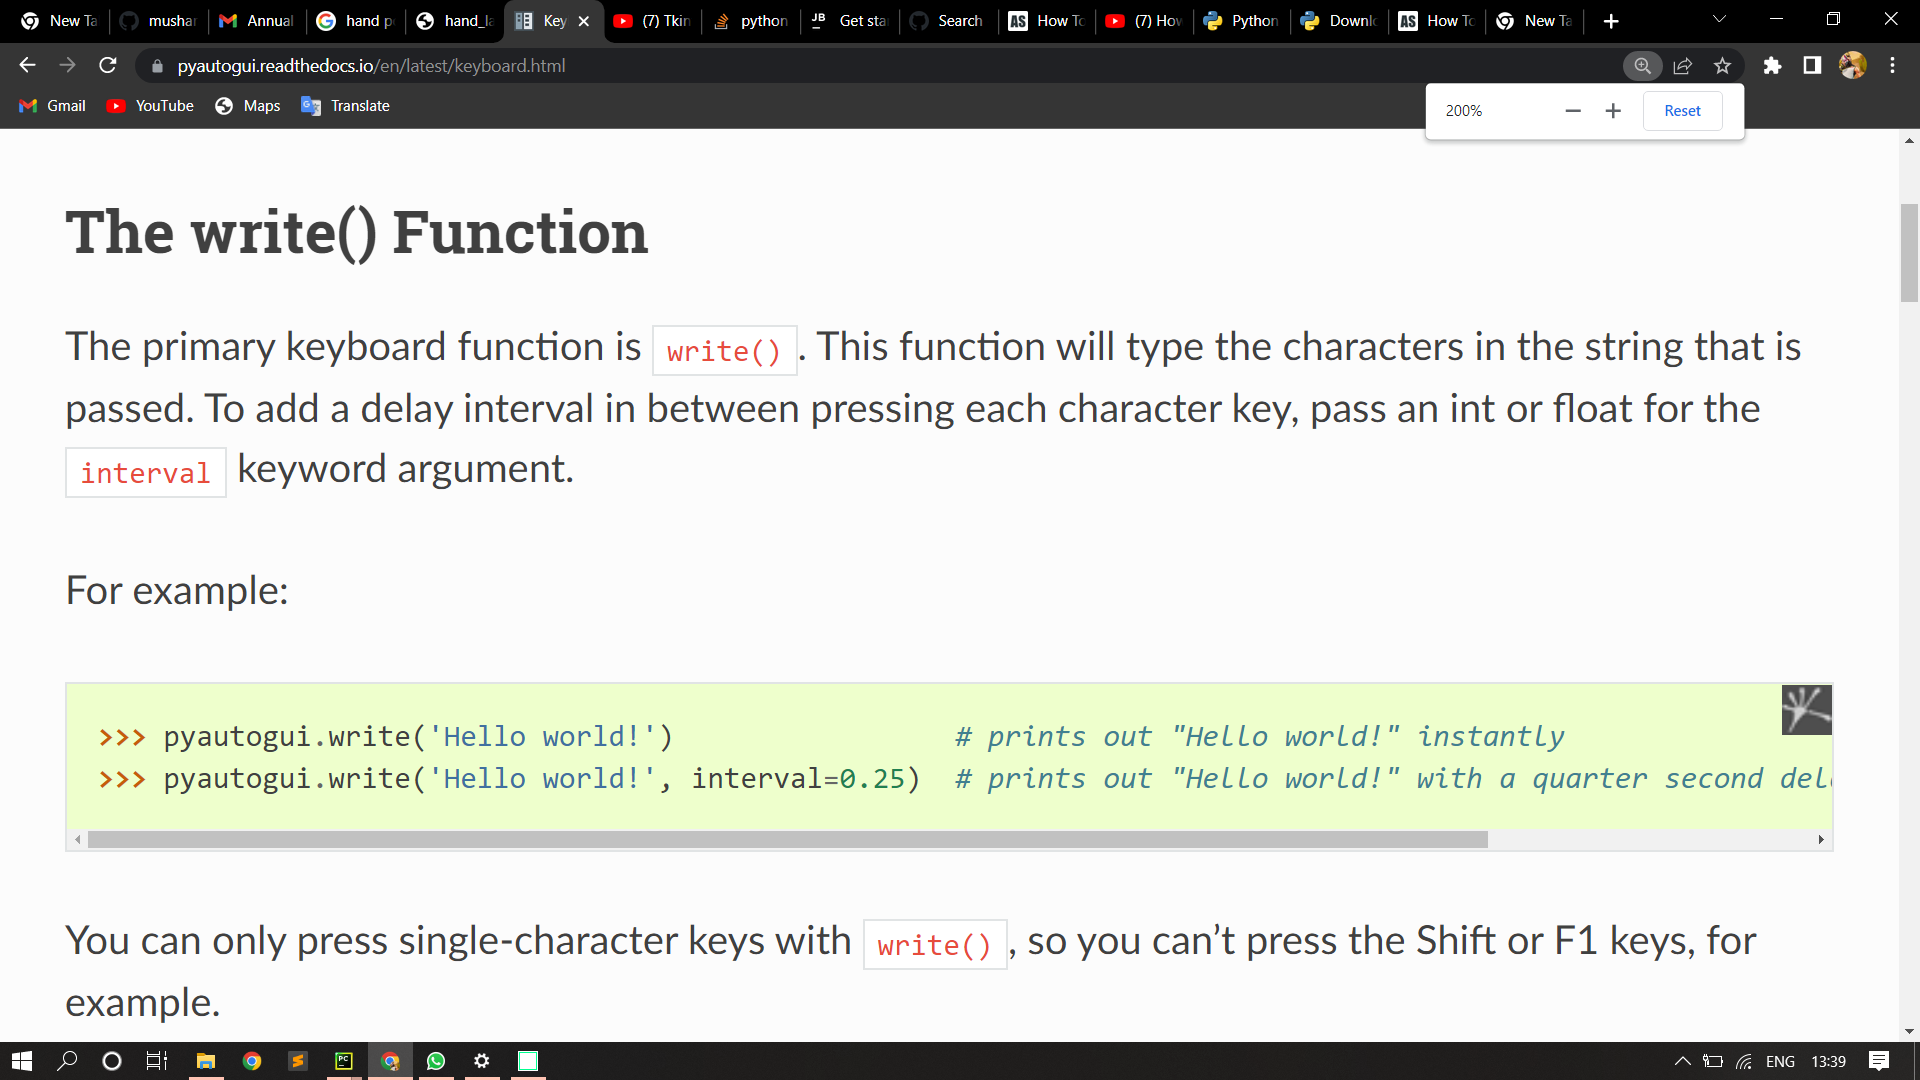 New Ta mushar Annual hand p hand_la Key (7) Tkin python Get sta Search How To (7) How Python Downl How To New Ta
pyautogui.readthedocs.io/en/latest/keyboard.html
Gmail YouTube Maps Translate
200% − + Reset
The write() Function
The primary keyboard function is write() . This function will type the characters in the string that is
passed. To add a delay interval in between pressing each character key, pass an int or float for the
interval keyword argument.
For example:
>>> pyautogui.write('Hello world!') # prints out "Hello world!" instantly
>>> pyautogui.write('Hello world!', interval=0.25) # prints out "Hello world!" with a quarter second del
You can only press single-character keys with write() , so you can’t press the Shift or F1 keys, for
example.
ENG 13:39